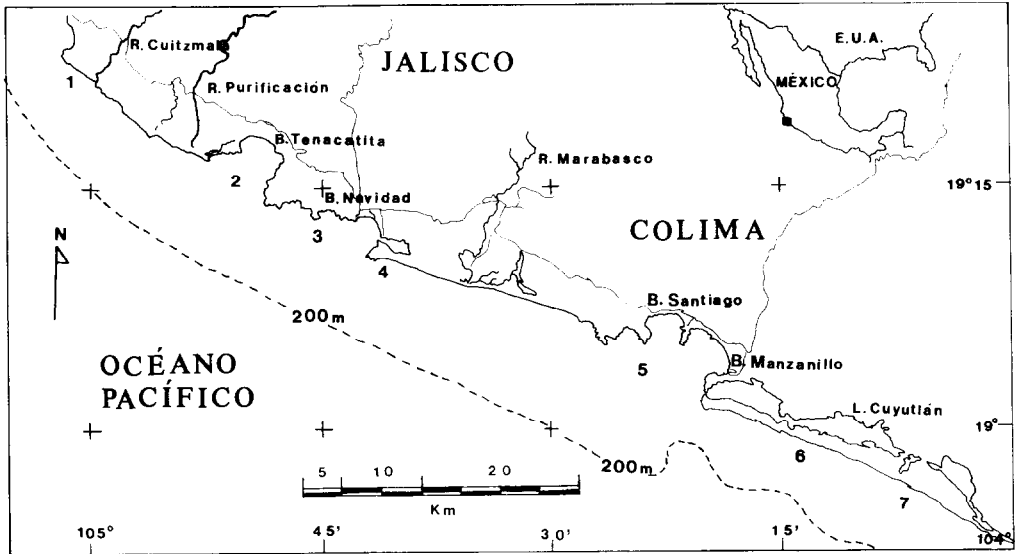 R. Cuitzmala
JALISCO
E.U.A.
1
MÉXICO
R. Purificación
B. Tenacatita
R. Marabasco
2
19° 15'
B. Navidad
COLIMA
3
N
4
B. Santiago
200m
OCÉANO
PACÍFICO
5
B. Manzanillo
L. Cuyutlán
19°
6
200m
5 10 20
Km
7
105° 45' 30' 15' 104°